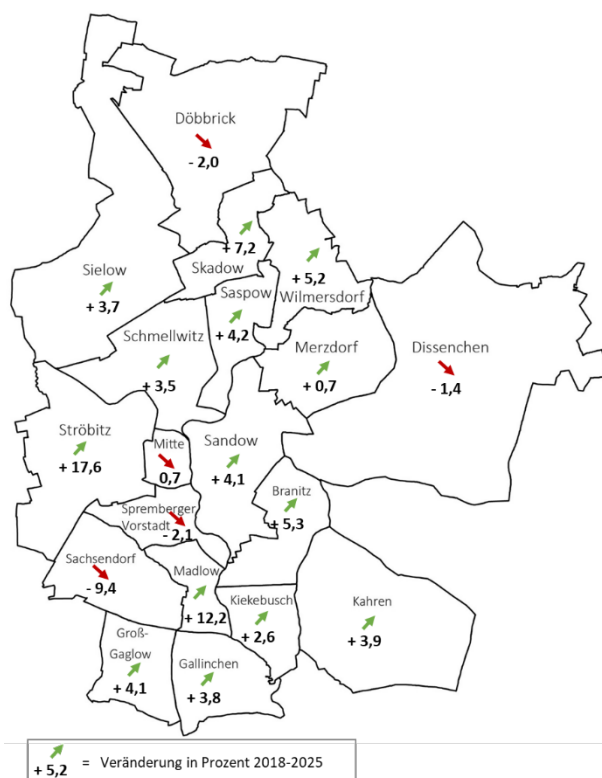 Döbbrick
- 2,0
+ 7,2
Skadow
+ 5,2
Wilmersdorf
Sielow
+ 3,7
Saspow
+ 4,2
Schmellwitz
+ 3,5
Merzdorf
+ 0,7
Dissenchen
- 1,4
Ströbitz
+ 17,6
Mitte
0,7
Sandow
+ 4,1
Branitz
+ 5,3
Spremberger
Vorstadt
- 2,1
Sachsendorf
- 9,4
Madlow
+ 12,2
Kiekebusch
+ 2,6
Kahren
+ 3,9
Groß-
Gaglow
+ 4,1
Gallinchen
+ 3,8
+ 5,2 = Veränderung in Prozent 2018-2025